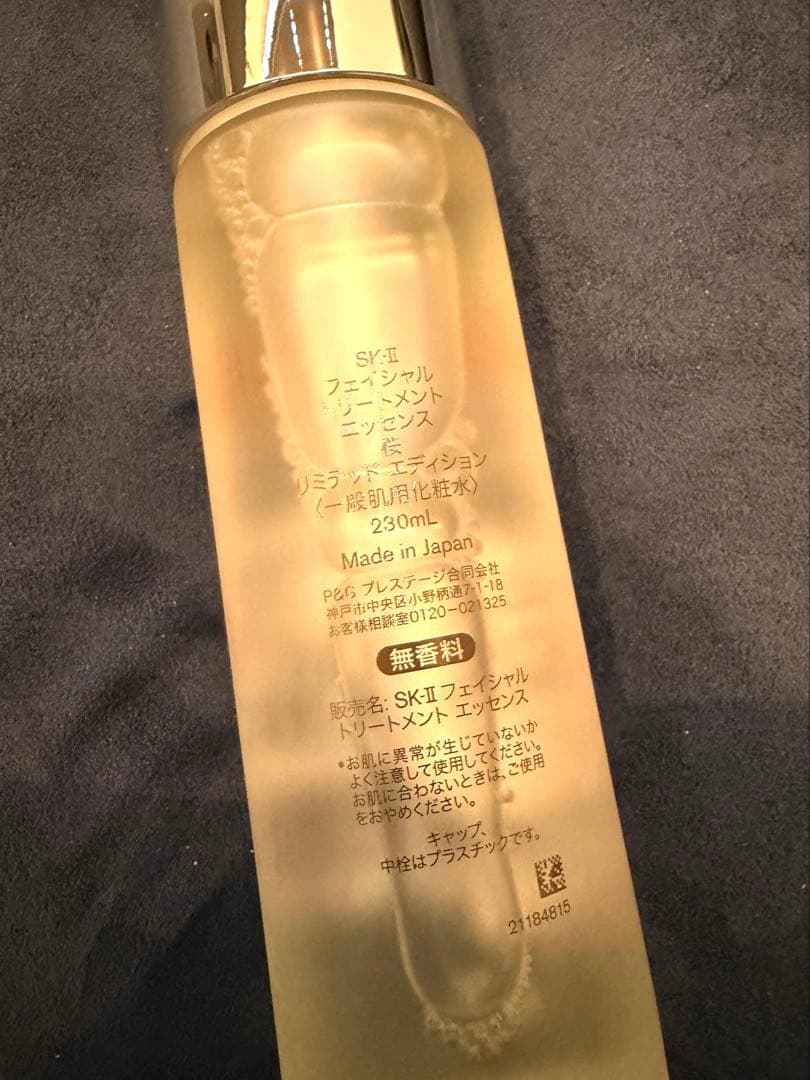 SK-II
フェイシャル
トリートメント
エッセンス
桜
リミテッド エディション
〈一般肌用化粧水〉
230mL
Made in Japan
P&G プレステージ合同会社
神戸市中央区小野柄通7-1-18
お客様相談室0120-021325
無香料
販売名: SK-II フェイシャル
トリートメント エッセンス
*お肌に異常が生じていないか
よく注意して使用してください。
お肌に合わないときは、ご使用
をおやめください。
キャップ、
中栓はプラスチックです。
21184815